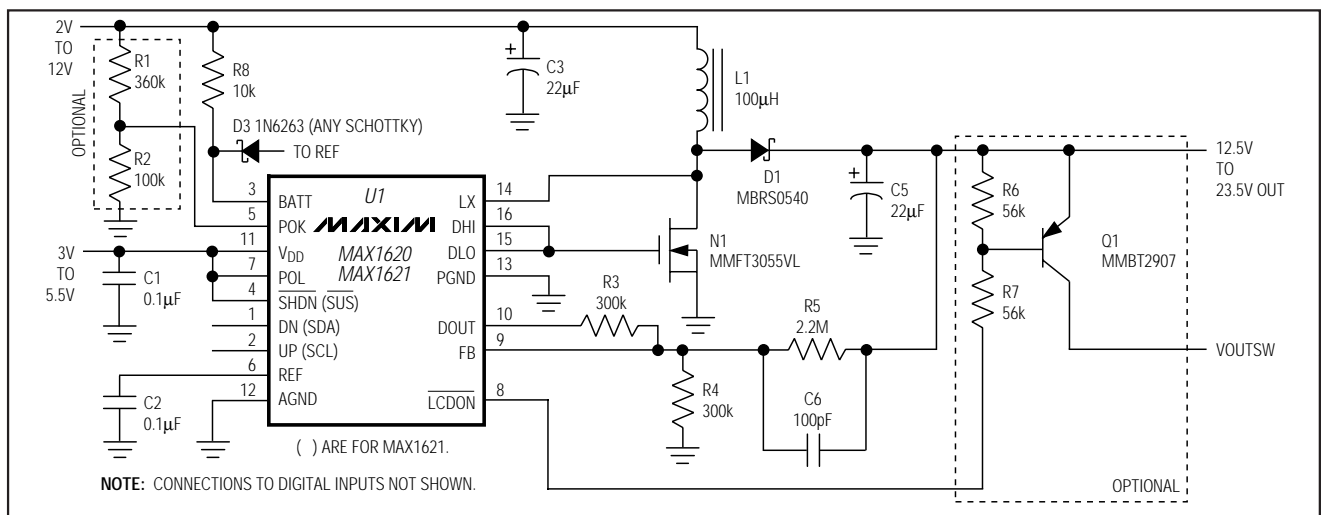 2V
TO
12V
OPTIONAL
R1
360k
R2
100k
R8
10k
D3 1N6263 (ANY SCHOTTKY)
TO REF
+
C3
22µF
L1
100µH
D1
MBRS0540
+
C5
22µF
12.5V
TO
23.5V OUT
R6
56k
Q1
MMBT2907
R7
56k
VOUTSW
OPTIONAL
3V
TO
5.5V
C1
0.1µF
C2
0.1µF
U1
MAXIM
MAX1620
MAX1621
3 BATT
5 POK
11 VDD
7 POL
4 SHDN (SUS)
1 DN (SDA)
2 UP (SCL)
6 REF
12 AGND
LX 14
DHI 16
DLO 15
PGND 13
DOUT 10
FB 9
LCDON 8
N1
MMFT3055VL
R3
300k
R4
300k
R5
2.2M
C6
100pF
( ) ARE FOR MAX1621.
NOTE: CONNECTIONS TO DIGITAL INPUTS NOT SHOWN.